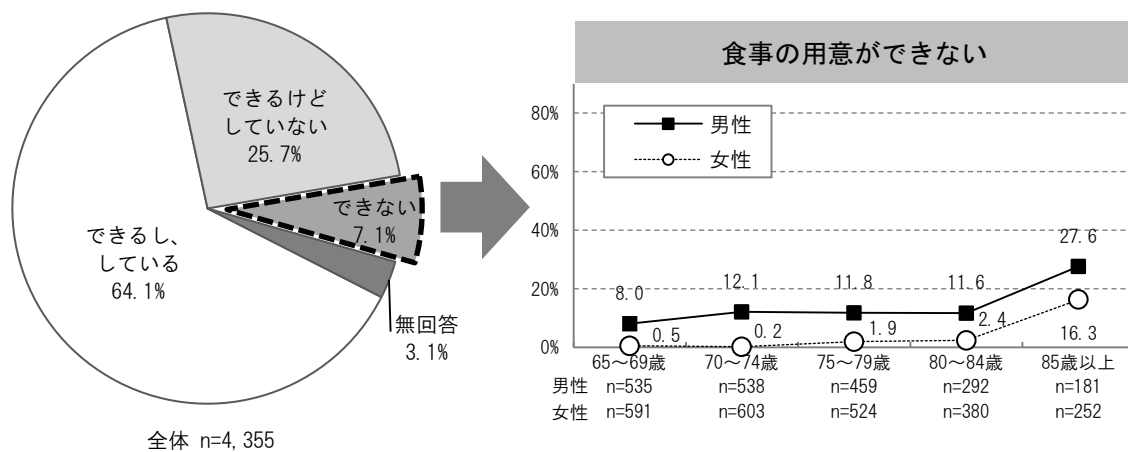 できるけど
していない
25.7%
できない
7.1%
できるし、
している
64.1%
無回答
3.1%
全体 n=4,355
食事の用意ができない
80%
60%
40%
20%
0%
男性
女性
8.0
12.1
11.8
11.6
27.6
0.5
0.2
1.9
2.4
16.3
65～69歳 70～74歳 75～79歳 80～84歳 85歳以上
男性 n=535 n=538 n=459 n=292 n=181
女性 n=591 n=603 n=524 n=380 n=252